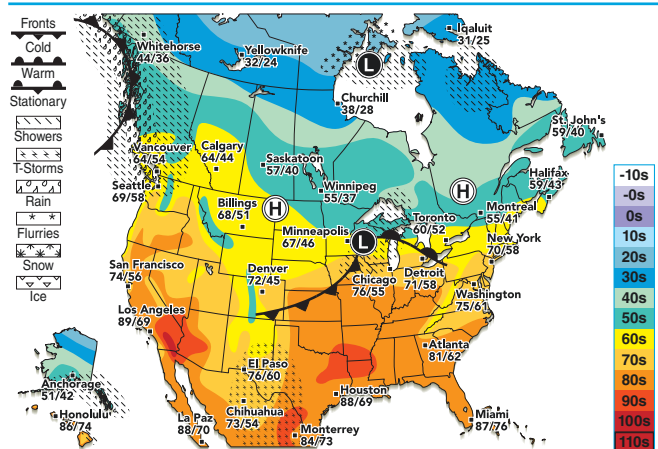 Fronts
Cold
Warm
Stationary
Showers
T-Storms
Rain
Flurries
Snow
Ice
Whitehorse
44/36
Yellowknife
32/24
Iqaluit
31/25
L
Churchill
38/28
St. John's
59/40
Vancouver
64/54
Calgary
64/44
Saskatoon
57/40
Winnipeg
55/37
H
Halifax
59/43
Seattle
69/58
Billings
68/51
H
Minneapolis
67/46
L
Toronto
60/52
Montreal
55/41
New York
70/58
San Francisco
74/56
Denver
72/45
Chicago
76/55
Detroit
71/58
Washington
75/61
Los Angeles
89/69
Atlanta
81/62
El Paso
76/60
Anchorage
51/42
Honolulu
86/74
La Paz
88/70
Chihuahua
73/54
Houston
88/69
Monterrey
84/73
Miami
87/76
-10s
-0s
0s
10s
20s
30s
40s
50s
60s
70s
80s
90s
100s
110s